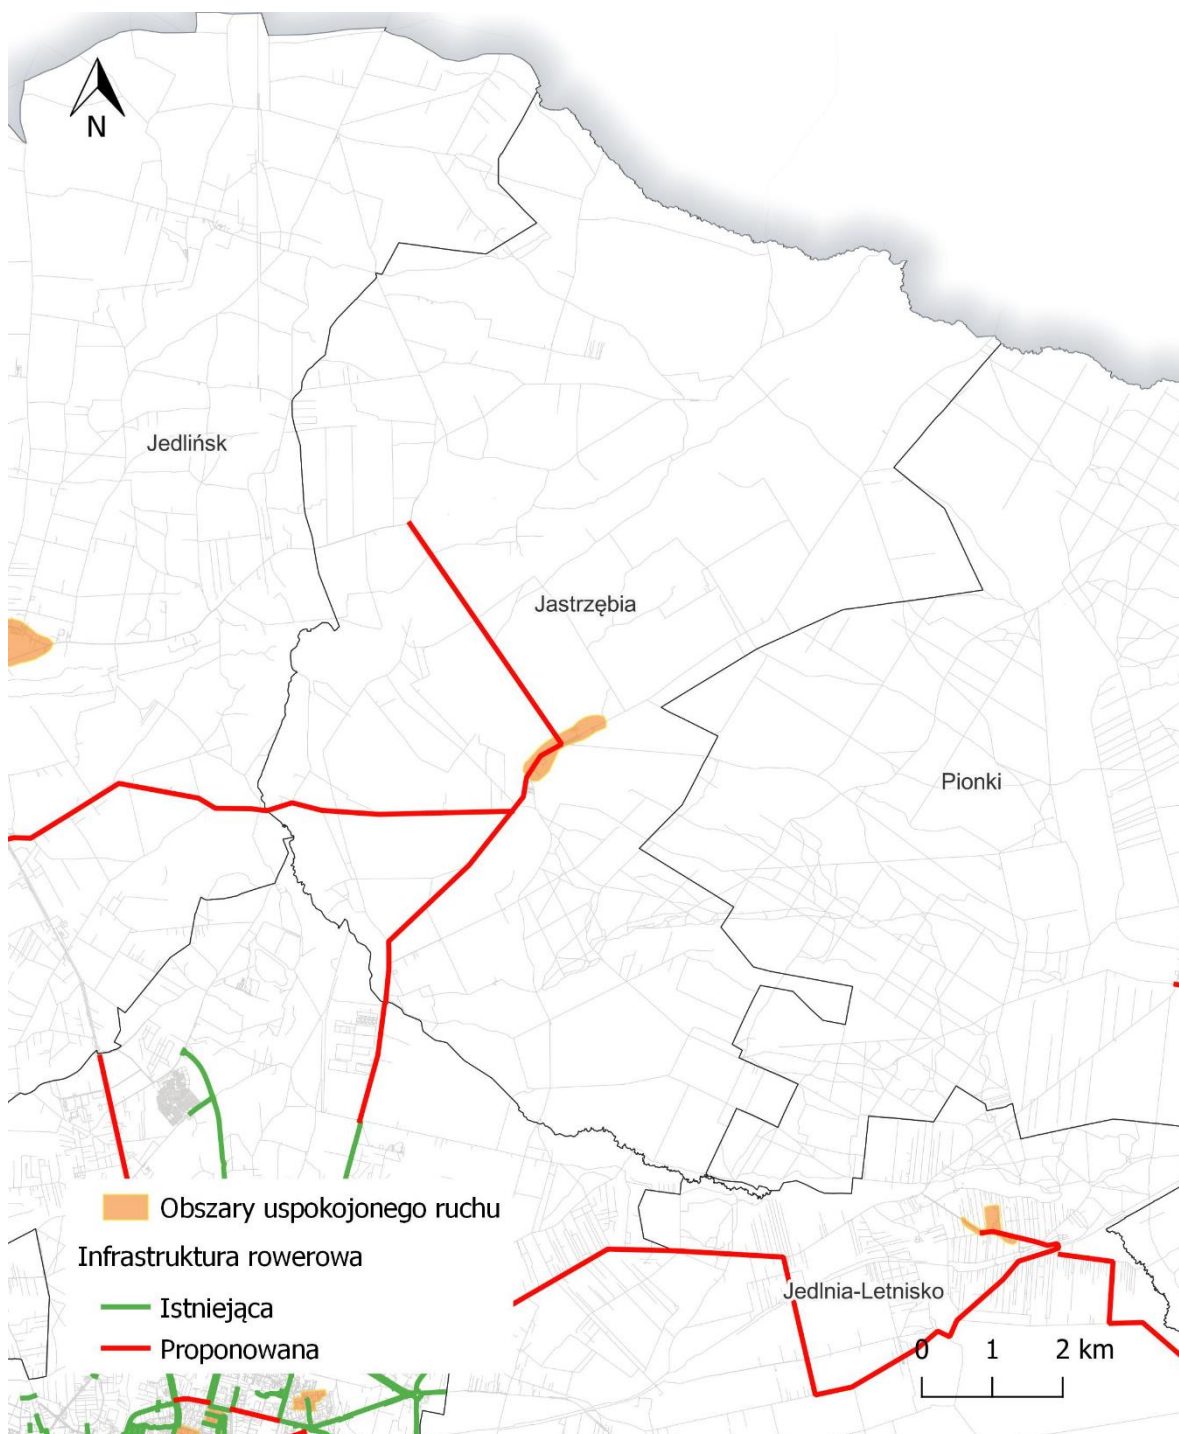 N
Jedlińsk
Jastrzębia
Pionki
Obszary uspokojonego ruchu
Infrastruktura rowerowa
Istniejąca
Proponowana
Jedlnia-Letnisko
0 1 2 km